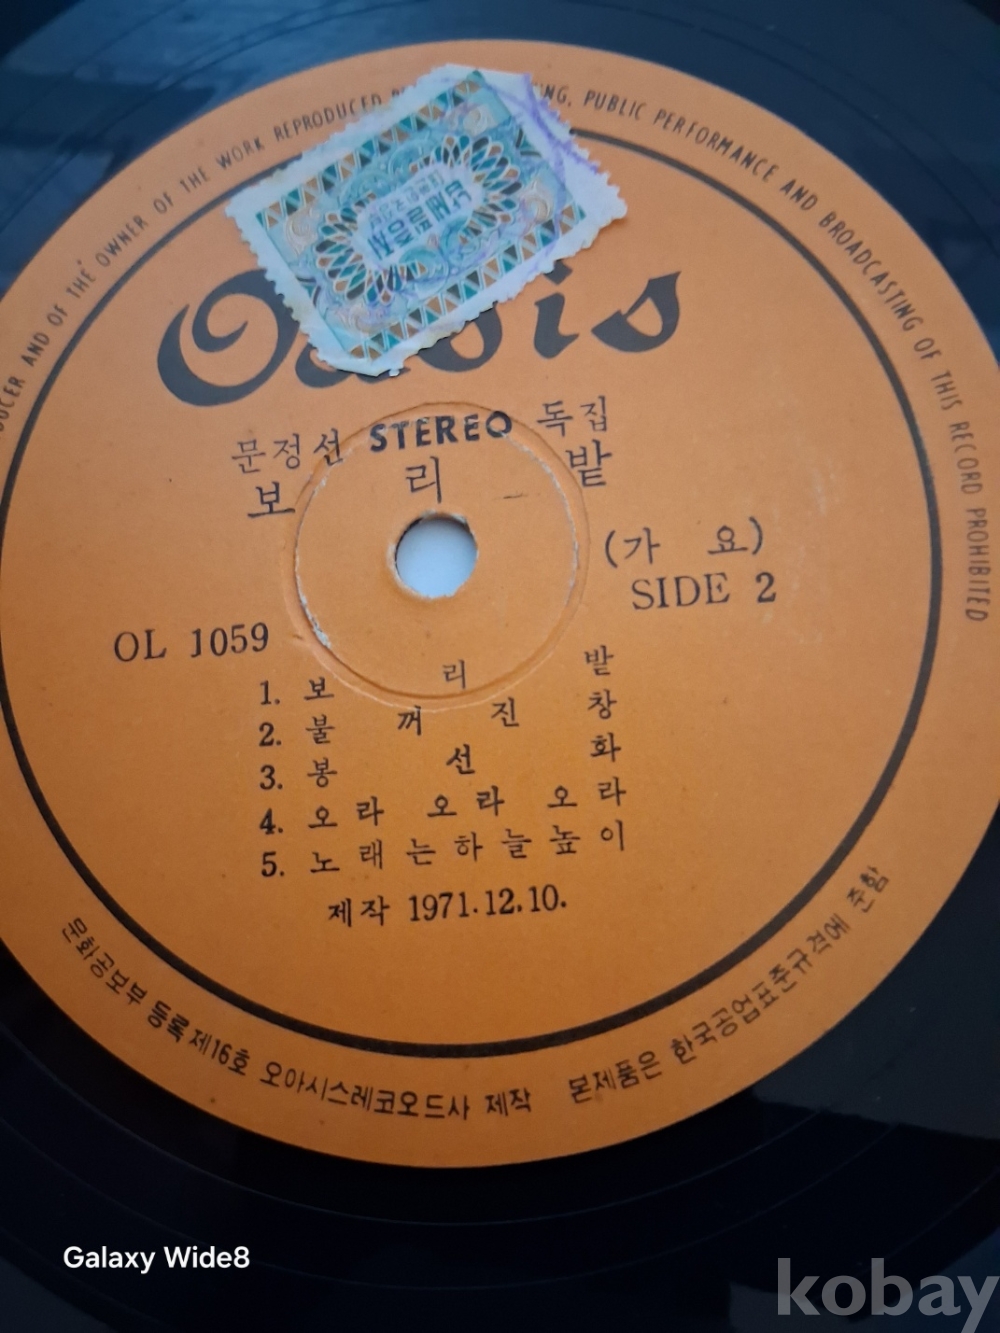 DUCER AND OF THE OWNER OF THE WORK REPRODUCED NG, PUBLIC PERFORMANCE AND BROADCASTING OF THIS RECORD PROHIBITED
Oasis
문정선 STEREO 독집
보 리 밭
(가 요)
SIDE 2
OL 1059
1. 보 리 밭
2. 불 꺼 진 창
3. 봉 선 화
4. 오 라 오 라 오 라
5. 노 래 는 하 늘 높 이
제작 1971.12.10.
문화공보부 등록 제16호 오아시스레코오드사 제작 본제품은 한국공업표준규격에 준함
Galaxy Wide8
kobay